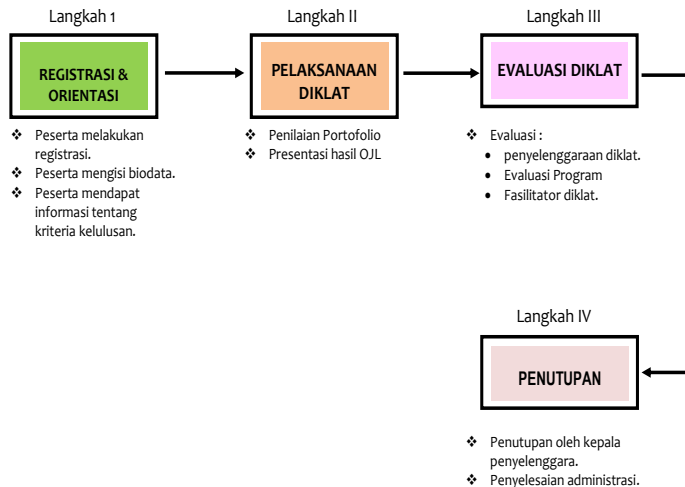 Langkah 1
REGISTRASI &
ORIENTASI
❖ Peserta melakukan
registrasi.
❖ Peserta mengisi biodata.
❖ Peserta mendapat
informasi tentang
kriteria kelulusan.
Langkah II
PELAKSANAAN
DIKLAT
❖ Penilaian Portofolio
❖ Presentasi hasil OJL
Langkah III
EVALUASI DIKLAT
❖ Evaluasi :
• penyelenggaraan diklat.
• Evaluasi Program
• Fasilitator diklat.
Langkah IV
PENUTUPAN
❖ Penutupan oleh kepala
penyelenggara.
❖ Penyelesaian administrasi.